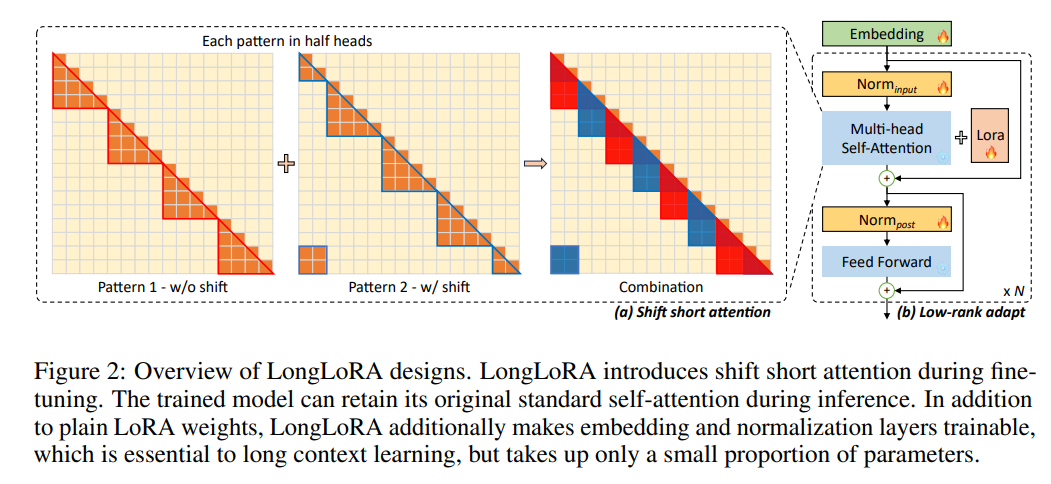 Each pattern in half heads
Pattern 1 - w/o shift
Pattern 2 - w/ shift
Combination
(a) Shift short attention
Embedding
Norm input
Multi-head
Self-Attention
Lora
Norm post
Feed Forward
x N
(b) Low-rank adapt
Figure 2: Overview of LongLoRA designs. LongLoRA introduces shift short attention during fine-
tuning. The trained model can retain its original standard self-attention during inference. In addition
to plain LoRA weights, LongLoRA additionally makes embedding and normalization layers trainable,
which is essential to long context learning, but takes up only a small proportion of parameters.